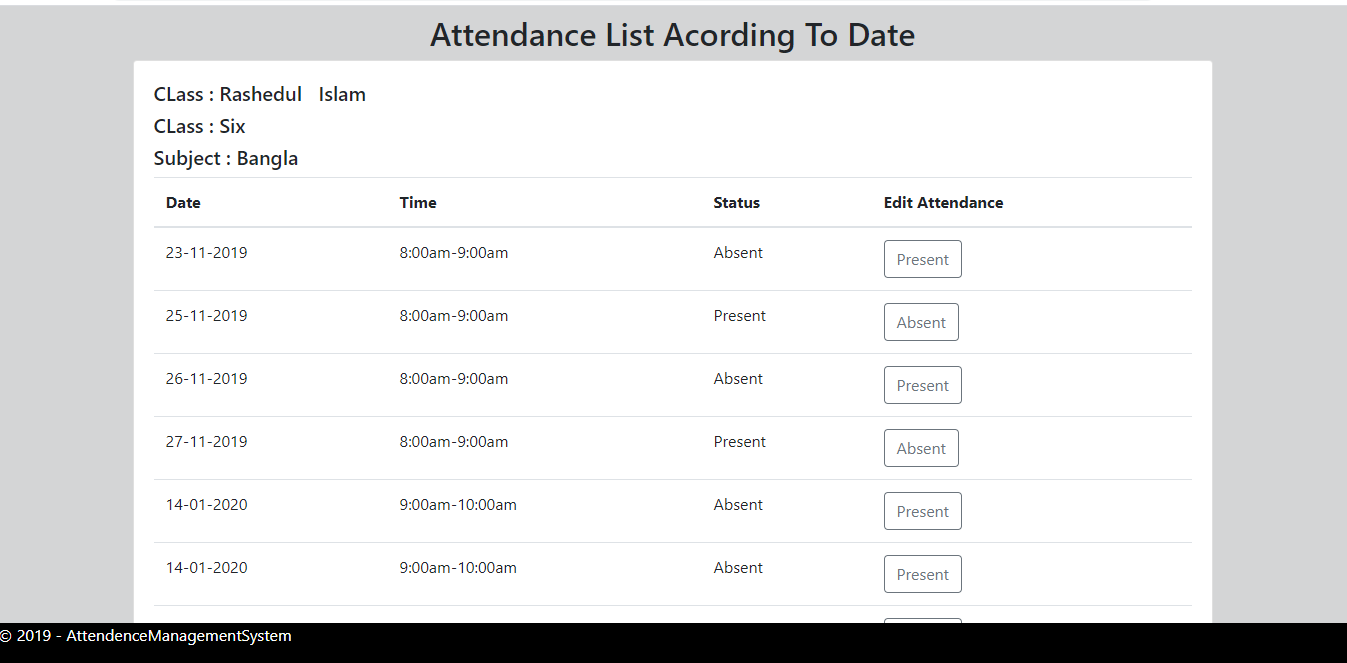 Attendance List Acording To Date
CLass : Rashedul Islam
CLass : Six
Subject : Bangla
Date Time Status Edit Attendance
23-11-2019 8:00am-9:00am Absent Present
25-11-2019 8:00am-9:00am Present Absent
26-11-2019 8:00am-9:00am Absent Present
27-11-2019 8:00am-9:00am Present Absent
14-01-2020 9:00am-10:00am Absent Present
14-01-2020 9:00am-10:00am Absent Present
© 2019 - AttendenceManagementSystem